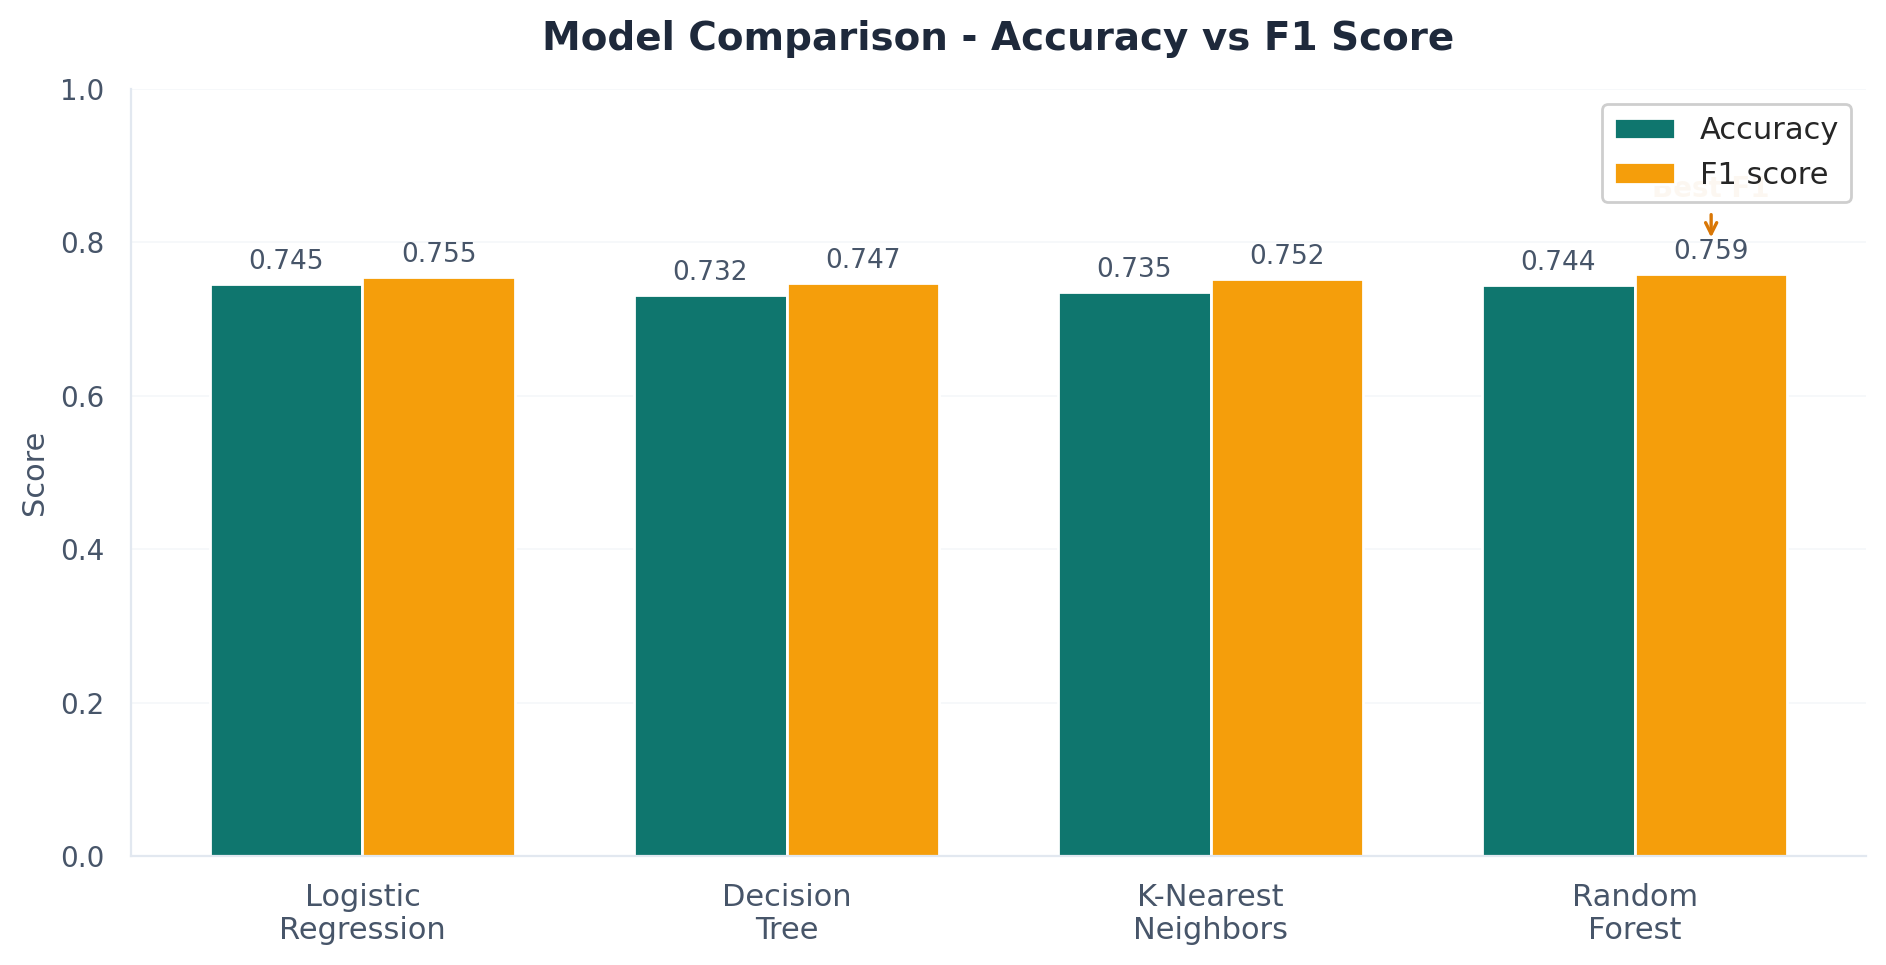 Model Comparison - Accuracy vs F1 Score
1.0
0.8
0.6
0.4
0.2
0.0
Score
Accuracy
F1 score
Best F1
0.745
0.755
0.732
0.747
0.735
0.752
0.744
0.759
Logistic
Regression
Decision
Tree
K-Nearest
Neighbors
Random
Forest